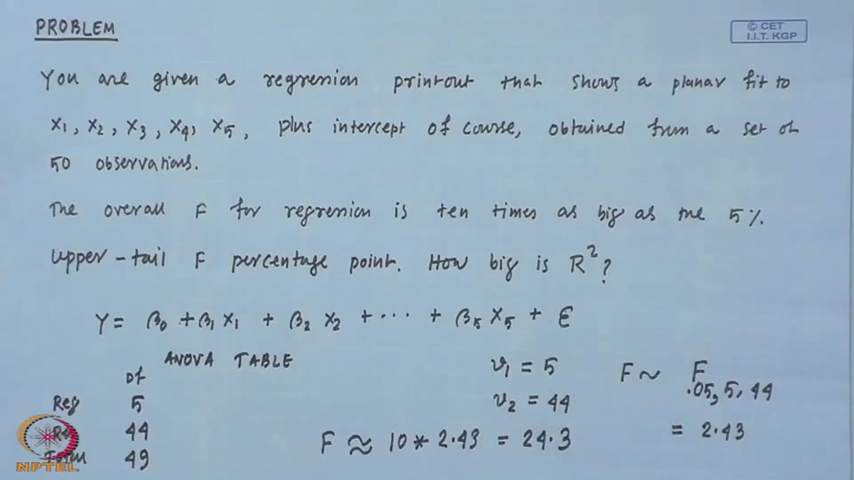 PROBLEM
© CET
I.I.T. KGP
You are given a regression printout that shows a planar fit to
X1, X2, X3, X4, X5, plus intercept of course, obtained from a set of
50 observations.
The overall F for regression is ten times as big as the 5%
upper-tail F percentage point. How big is R²?
Y = β0 + β1 X1 + β2 X2 + ··· + β5 X5 + ϵ
ANOVA TABLE
Df
Reg 5
44
Total 49
ν1 = 5
ν2 = 44
F ≈ 10 * 2.43 = 24.3
F ~ F .05, 5, 44
= 2.43
NPTEL